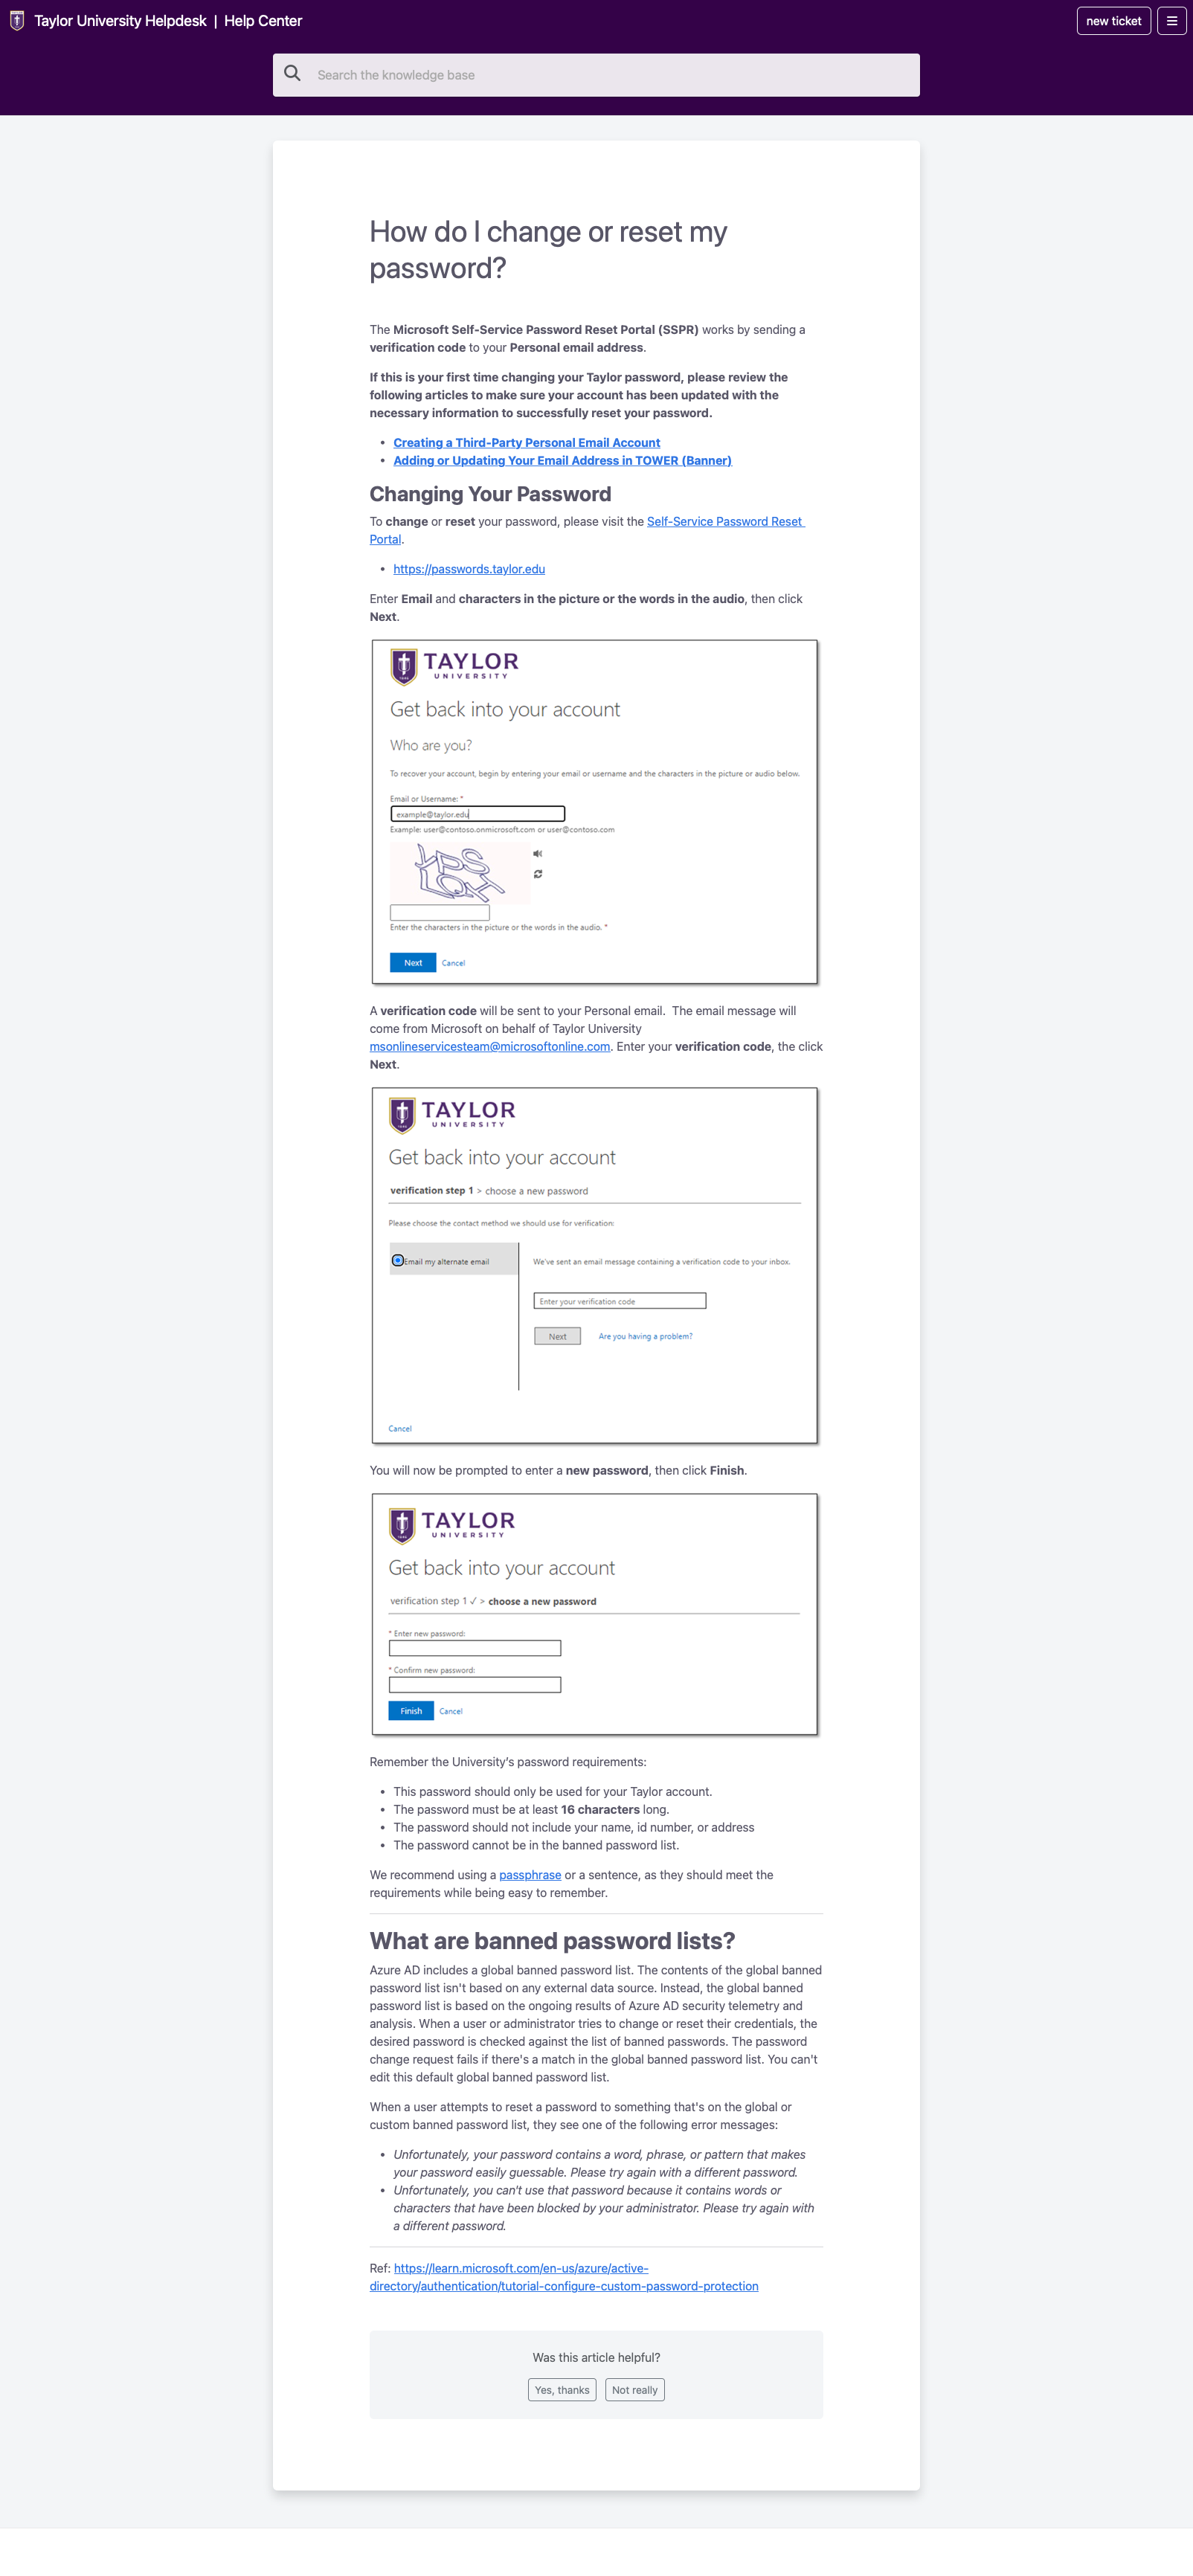 Taylor University Helpdesk | Help Center
new ticket
Search the knowledge base
How do I change or reset my
password?
The Microsoft Self-Service Password Reset Portal (SSPR) works by sending a
verification code to your Personal email address.
If this is your first time changing your Taylor password, please review the
following articles to make sure your account has been updated with the
necessary information to successfully reset your password.
• Creating a Third-Party Personal Email Account
• Adding or Updating Your Email Address in TOWER (Banner)
Changing Your Password
To change or reset your password, please visit the Self-Service Password Reset
Portal.
• https://passwords.taylor.edu
Enter Email and characters in the picture or the words in the audio, then click
Next.
TAYLOR
UNIVERSITY
Get back into your account
Who are you?
To recover your account, begin by entering your email or username and the characters in the picture or audio below.
Email or Username: *
example@taylor.edu
Example: user@contoso.onmicrosoft.com or user@contoso.com
Enter the characters in the picture or the words in the audio. *
Next Cancel
A verification code will be sent to your Personal email.  The email message will
come from Microsoft on behalf of Taylor University
msonlineservicesteam@microsoftonline.com. Enter your verification code, the click
Next.
TAYLOR
UNIVERSITY
Get back into your account
verification step 1 > choose a new password
Please choose the contact method we should use for verification:
Email my alternate email
We've sent an email message containing a verification code to your inbox.
Enter your verification code
Next Are you having a problem?
Cancel
You will now be prompted to enter a new password, then click Finish.
TAYLOR
UNIVERSITY
Get back into your account
verification step 1 ✓ > choose a new password
* Enter new password:
* Confirm new password:
Finish Cancel
Remember the University's password requirements:
• This password should only be used for your Taylor account.
• The password must be at least 16 characters long.
• The password should not include your name, id number, or address
• The password cannot be in the banned password list.
We recommend using a passphrase or a sentence, as they should meet the
requirements while being easy to remember.
What are banned password lists?
Azure AD includes a global banned password list. The contents of the global banned
password list isn't based on any external data source. Instead, the global banned
password list is based on the ongoing results of Azure AD security telemetry and
analysis. When a user or administrator tries to change or reset their credentials, the
desired password is checked against the list of banned passwords. The password
change request fails if there's a match in the global banned password list. You can't
edit this default global banned password list.
When a user attempts to reset a password to something that's on the global or
custom banned password list, they see one of the following error messages:
• Unfortunately, your password contains a word, phrase, or pattern that makes
your password easily guessable. Please try again with a different password.
• Unfortunately, you can't use that password because it contains words or
characters that have been blocked by your administrator. Please try again with
a different password.
Ref: https://learn.microsoft.com/en-us/azure/active-
directory/authentication/tutorial-configure-custom-password-protection
Was this article helpful?
Yes, thanks Not really